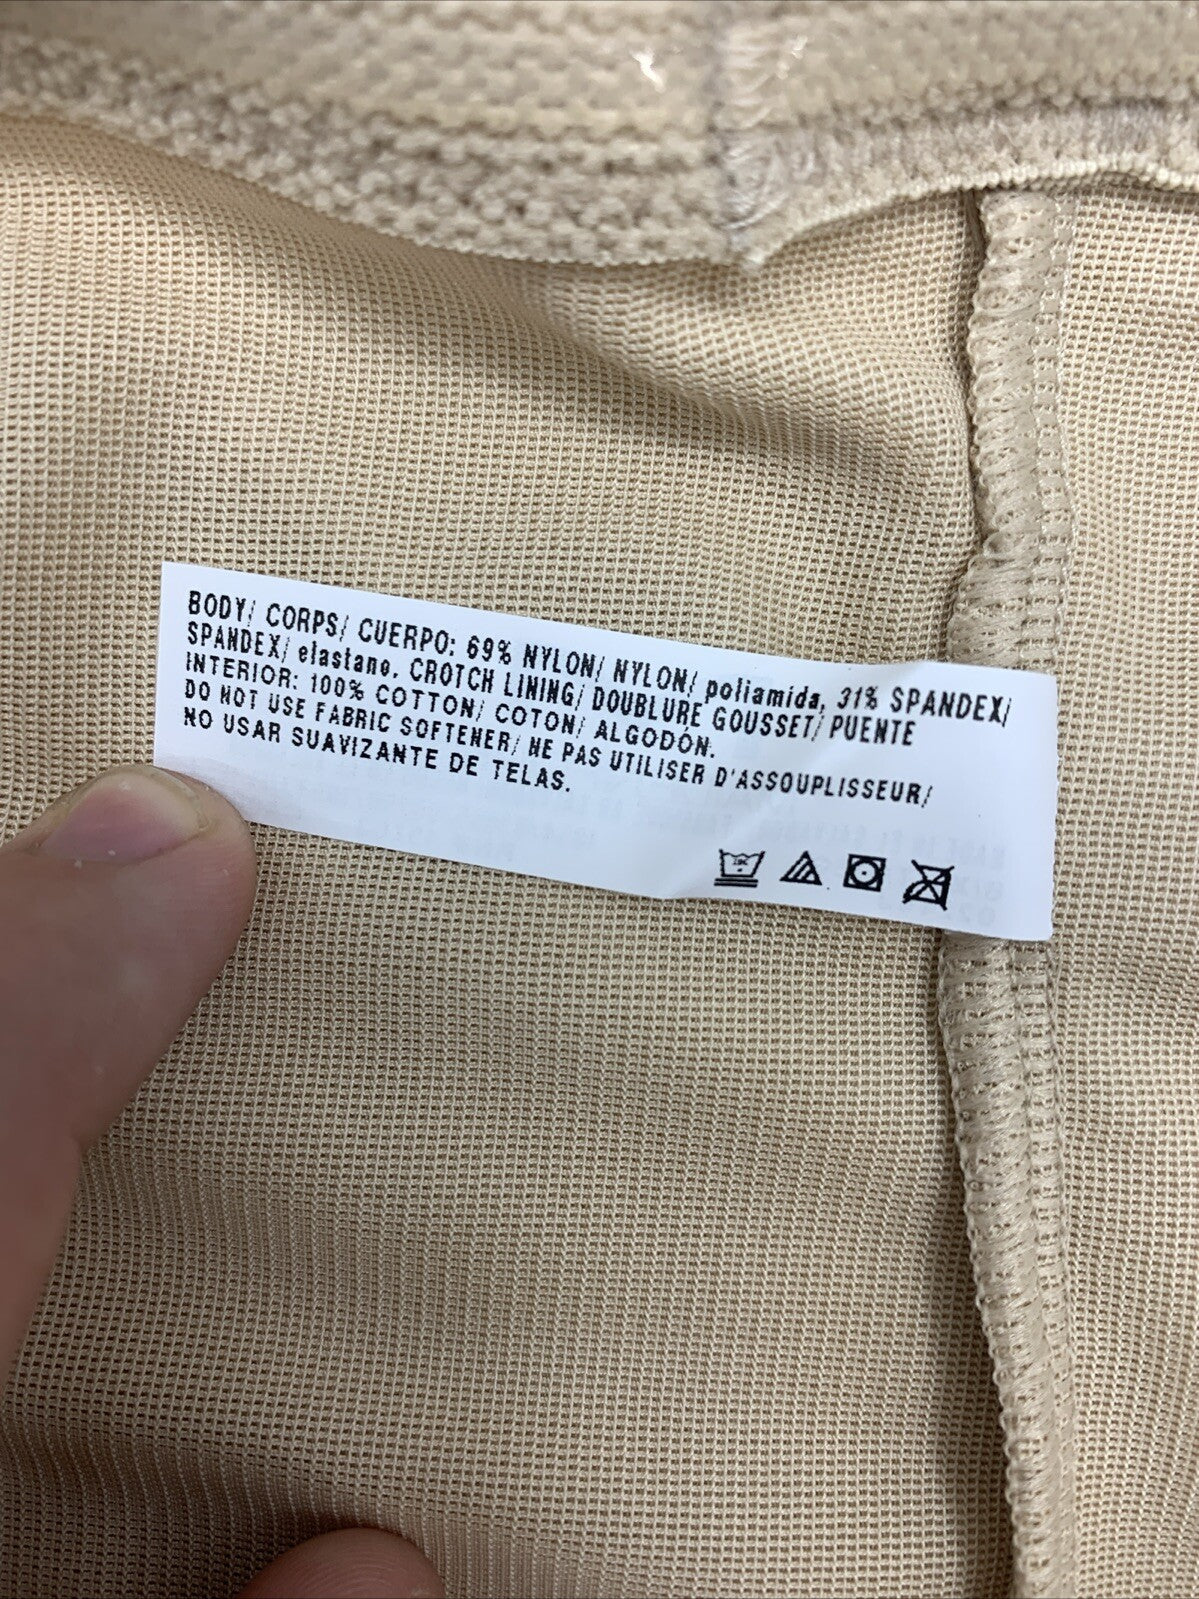 BODY/ CORPS/ CUERPO: 69% NYLON/ NYLON/ poliamida, 31% SPANDEX/
SPANDEX/ elastano. CROTCH LINING/ DOUBLURE GOUSSET/ PUENTE
INTERIOR: 100% COTTON/ COTON/ ALGODÓN.
DO NOT USE FABRIC SOFTENER/ NE PAS UTILISER D'ASSOUPLISSEUR/
NO USAR SUAVIZANTE DE TELAS.